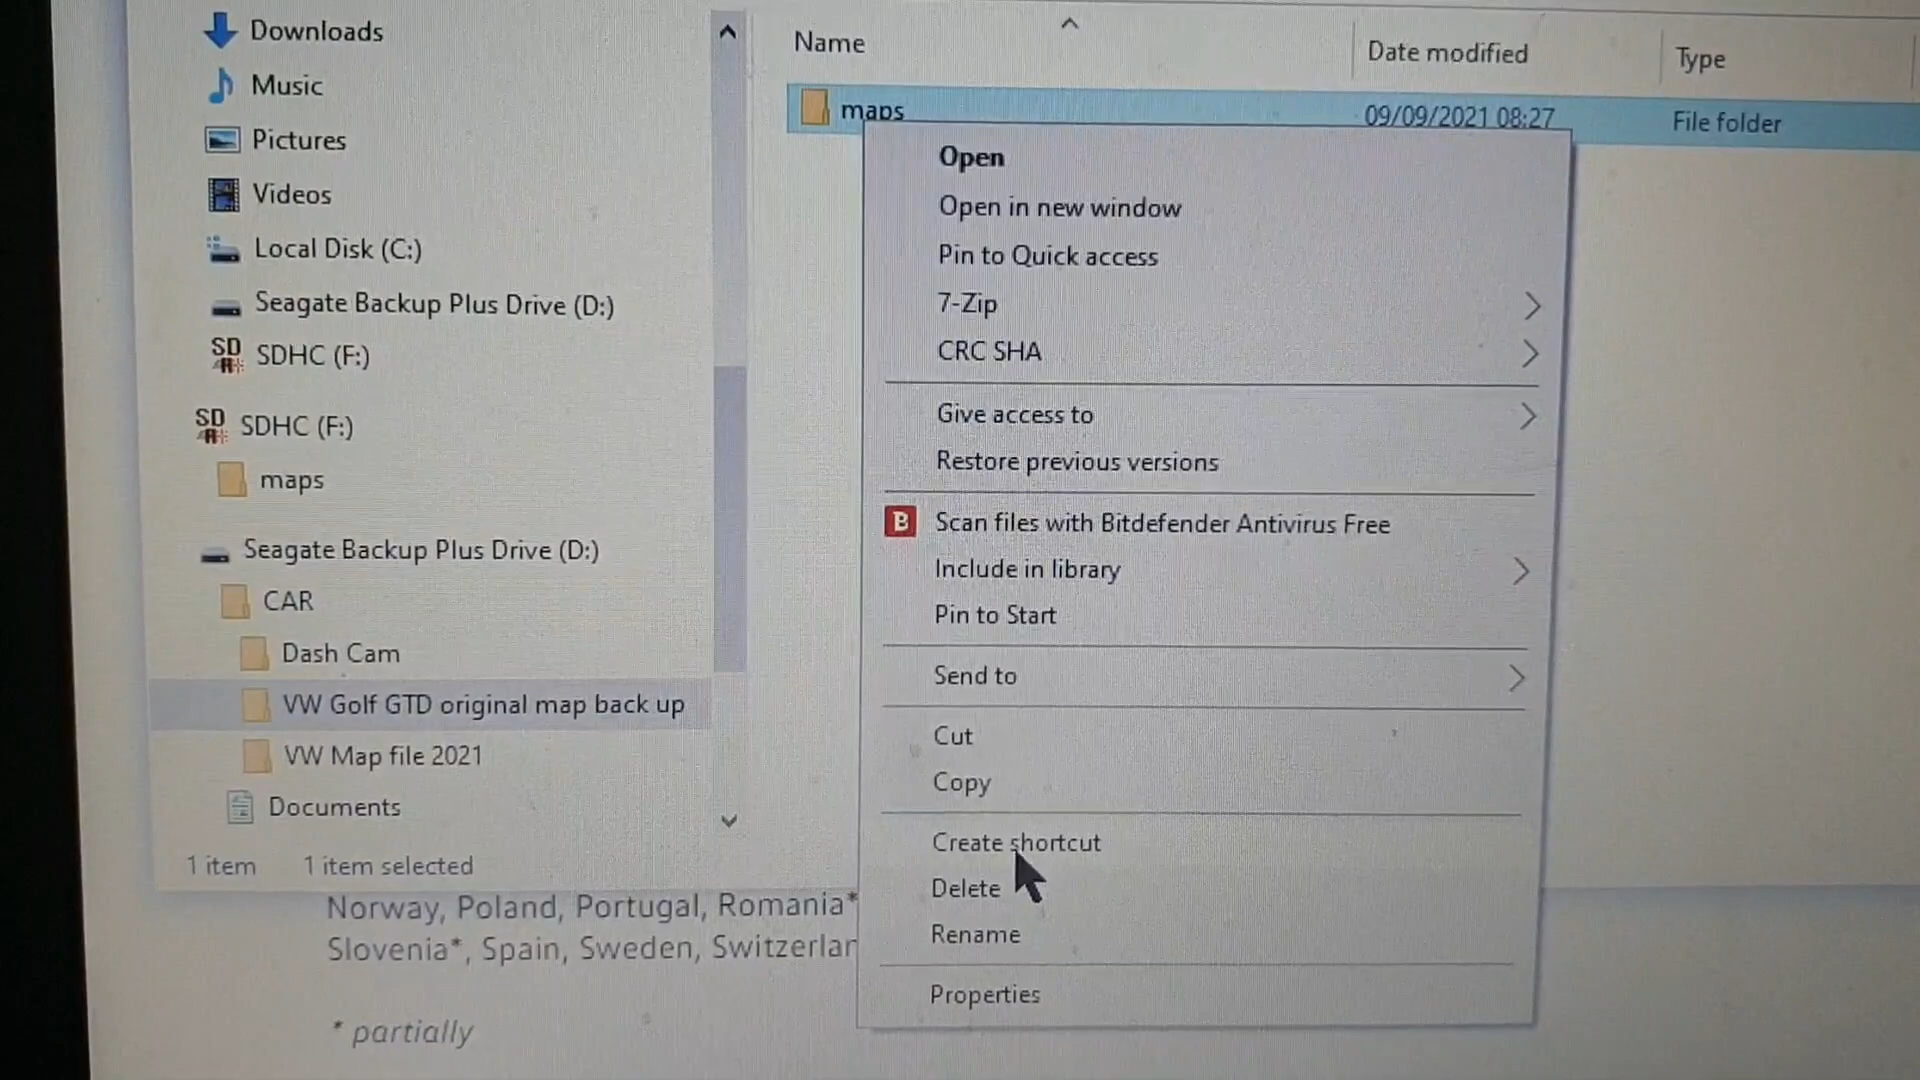 Downloads
Music
Pictures
Videos
Local Disk (C:)
Seagate Backup Plus Drive (D:)
SD SDHC (F:)
SD SDHC (F:)
maps
Seagate Backup Plus Drive (D:)
CAR
Dash Cam
VW Golf GTD original map back up
VW Map file 2021
Documents
1 item 1 item selected
Name Date modified Type
maps 09/09/2021 08:27 File folder
Open
Open in new window
Pin to Quick access
7-Zip
CRC SHA
Give access to
Restore previous versions
B Scan files with Bitdefender Antivirus Free
Include in library
Pin to Start
Send to
Cut
Copy
Create shortcut
Delete
Rename
Properties
Norway, Poland, Portugal, Romania*
Slovenia*, Spain, Sweden, Switzerlan
* partially